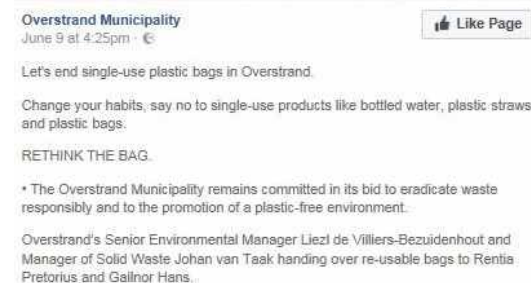 Overstrand Municipality
Like Page
June 9 at 4:25pm ·
Let's end single-use plastic bags in Overstrand.
Change your habits, say no to single-use products like bottled water, plastic straws
and plastic bags.
RETHINK THE BAG.
• The Overstrand Municipality remains committed in its bid to eradicate waste
responsibly and to the promotion of a plastic-free environment.
Overstrand's Senior Environmental Manager Liezl de Villiers-Bezuidenhout and
Manager of Solid Waste Johan van Taak handing over re-usable bags to Rentia
Pretorius and Gailnor Hans.